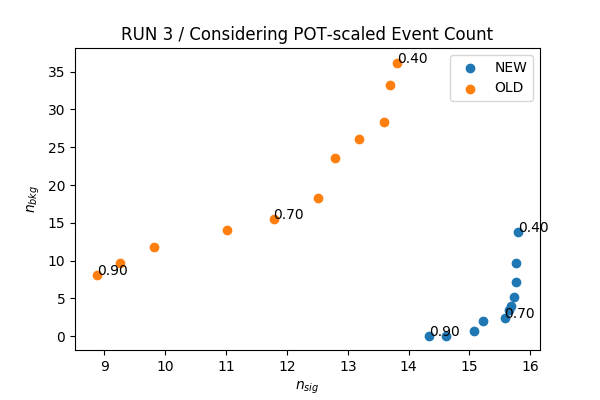 RUN 3 / Considering POT-scaled Event Count
NEW
OLD
0.40
0.70
0.90
0.40
0.70
0.90
35
30
25
20
15
10
5
0
n_bkg
9 10 11 12 13 14 15 16
n_sig